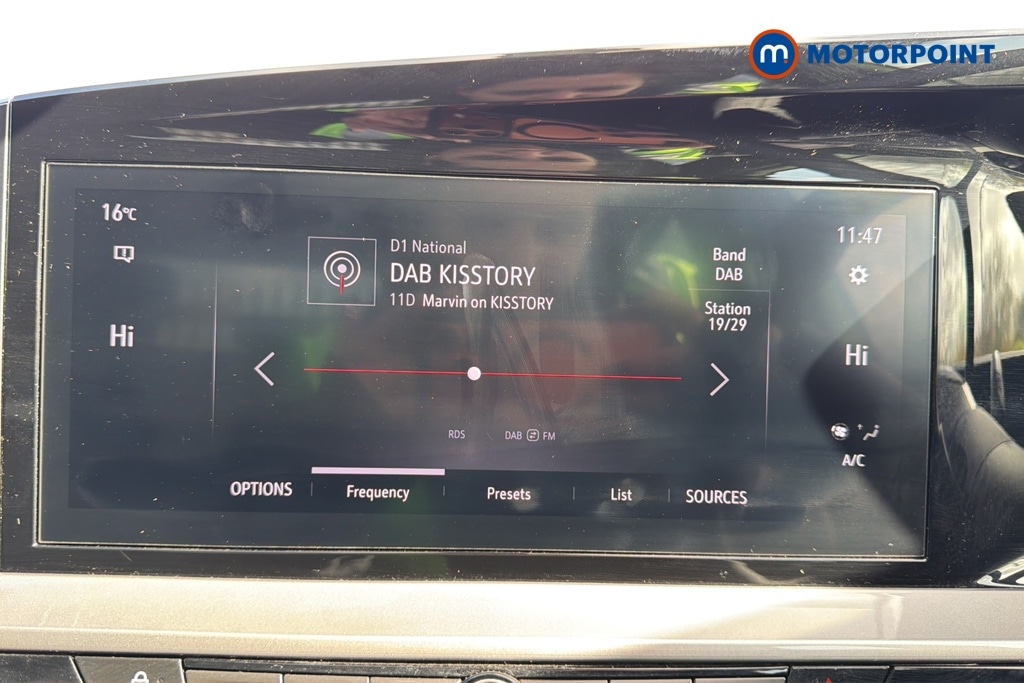 m MOTORPOINT
16°C
11:47
D1 National
DAB KISSTORY
11D Marvin on KISSTORY
Band
DAB
Station
19/29
Hi
Hi
RDS
DAB FM
A/C
OPTIONS
Frequency
Presets
List
SOURCES